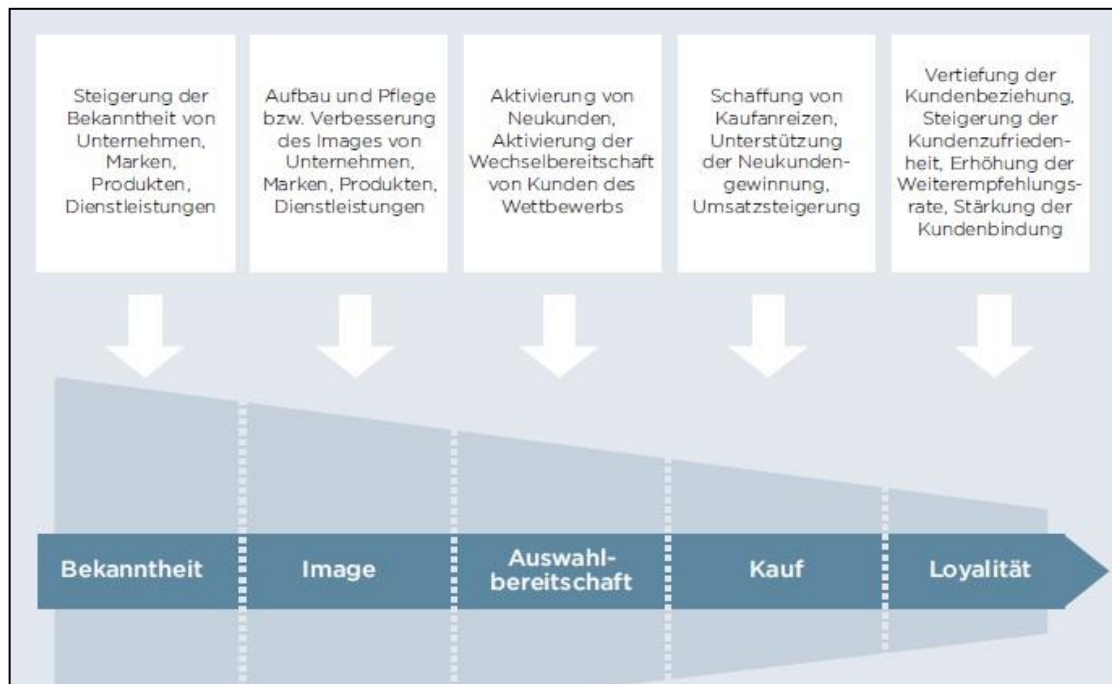 Steigerung der
Bekanntheit von
Unternehmen,
Marken,
Produkten,
Dienstleistungen
Aufbau und Pflege
bzw. Verbesserung
des Images von
Unternehmen,
Marken, Produkten,
Dienstleistungen
Aktivierung von
Neukunden,
Aktivierung der
Wechselbereitschaft
von Kunden des
Wettbewerbs
Schaffung von
Kaufanreizen,
Unterstützung
der Neukunden-
gewinnung,
Umsatzsteigerung
Vertiefung der
Kundenbeziehung,
Steigerung der
Kundenzufrieden-
heit, Erhöhung der
Weiterempfehlungs-
rate, Stärkung der
Kundenbindung
Bekanntheit
Image
Auswahl-
bereitschaft
Kauf
Loyalität